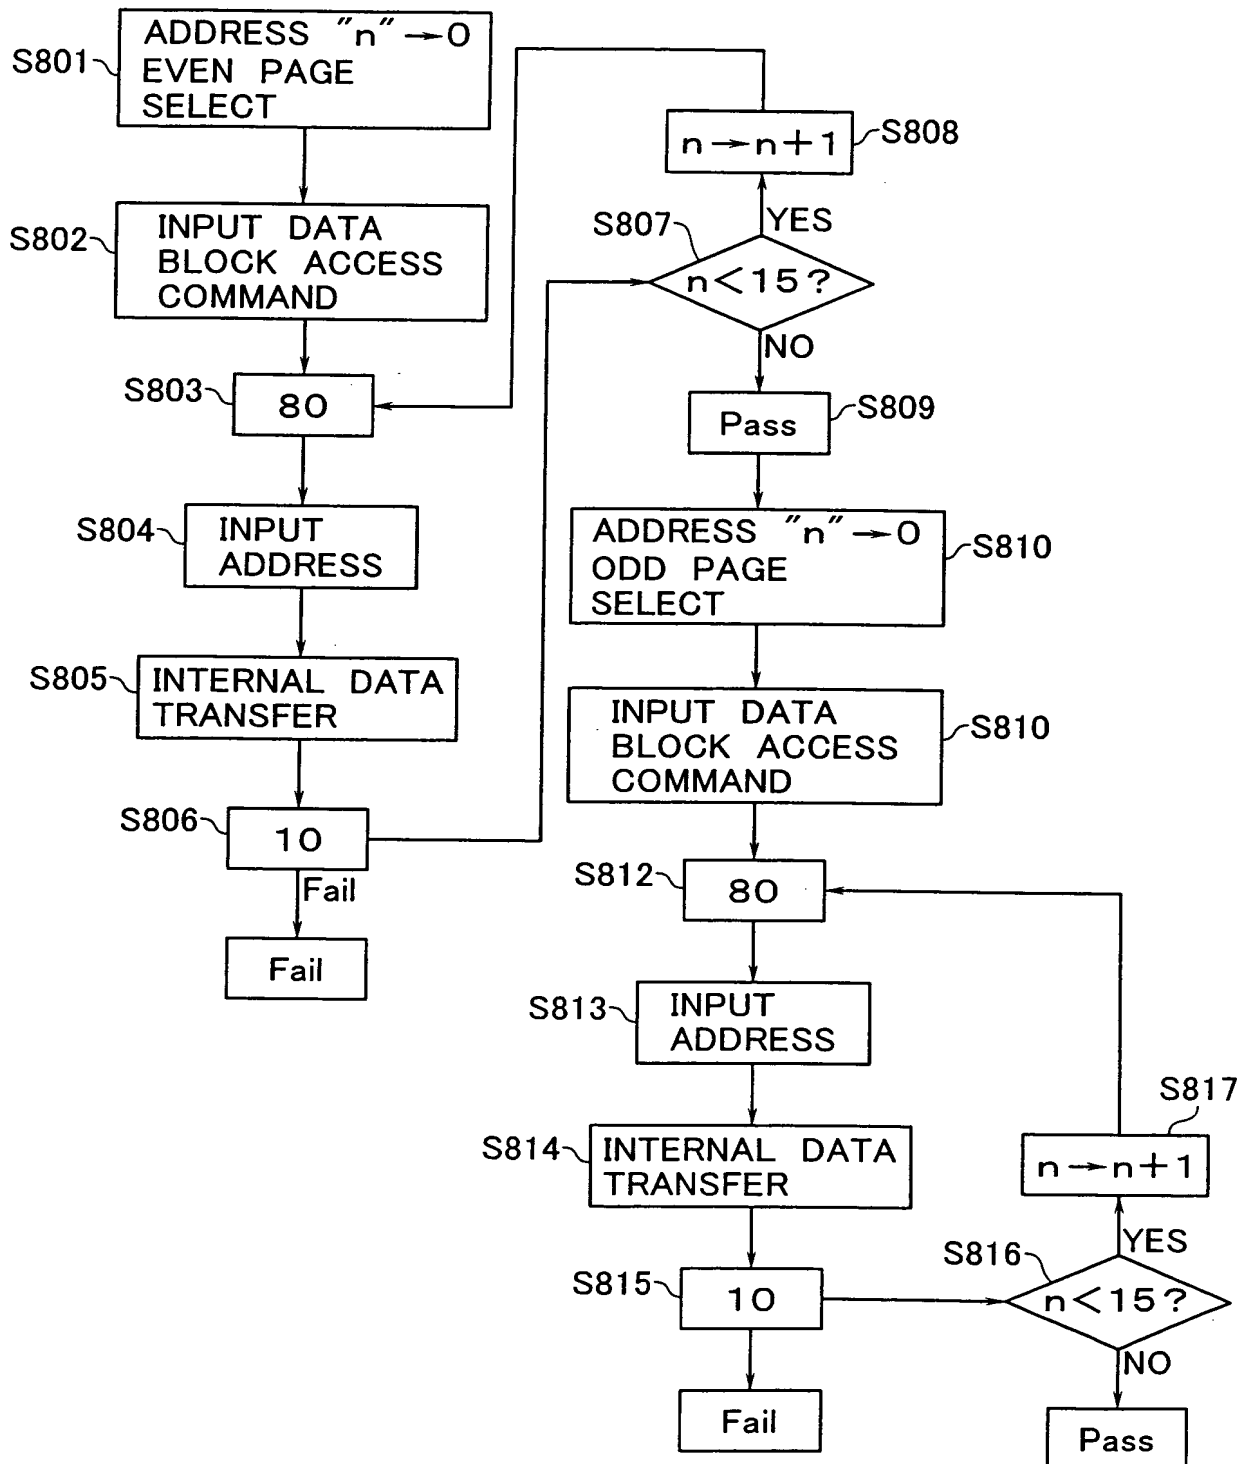 S801
ADDRESS "n"→0
EVEN PAGE
SELECT
S802
INPUT DATA
BLOCK ACCESS
COMMAND
S803
80
S804
INPUT
ADDRESS
S805
INTERNAL DATA
TRANSFER
S806
10
Fail
Fail
n→n+1
S808
YES
S807
n<15?
NO
Pass
S809
ADDRESS "n"→0
ODD PAGE
SELECT
S810
INPUT DATA
BLOCK ACCESS
COMMAND
S810
S812
80
S813
INPUT
ADDRESS
S814
INTERNAL DATA
TRANSFER
S815
10
Fail
S817
n→n+1
YES
S816
n<15?
NO
Pass